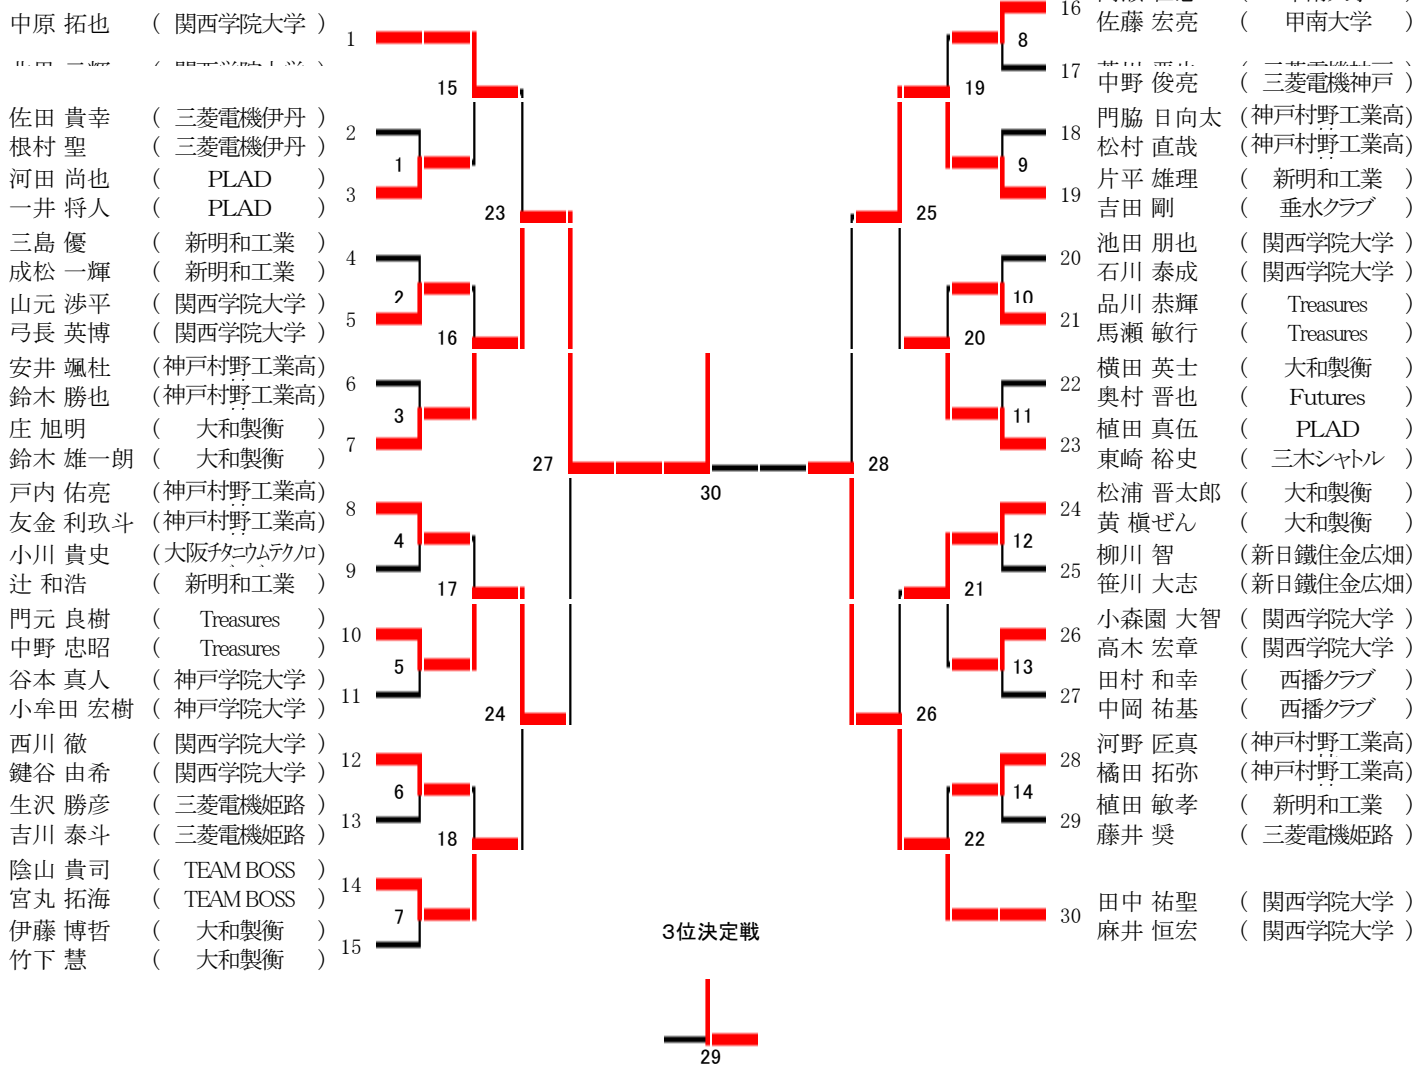 中原 拓也 ( 関西学院大学 )
1
佐田 貴幸 ( 三菱電機伊丹 )
2
根村 聖 ( 三菱電機伊丹 )
河田 尚也 ( PLAD )
3
一井 将人 ( PLAD )
三島 優 ( 新明和工業 )
4
成松 一輝 ( 新明和工業 )
山元 渉平 ( 関西学院大学 )
5
弓長 英博 ( 関西学院大学 )
安井 颯杜 (神戸村野工業高)
6
鈴木 勝也 (神戸村野工業高)
庄 旭明 ( 大和製衡 )
7
鈴木 雄一朗 ( 大和製衡 )
戸内 佑亮 (神戸村野工業高)
8
友金 利玖斗 (神戸村野工業高)
小川 貴史 (大阪チタニウムテクノロ)
9
辻 和浩 ( 新明和工業 )
門元 良樹 ( Treasures )
10
中野 忠昭 ( Treasures )
谷本 真人 ( 神戸学院大学 )
11
小牟田 宏樹 ( 神戸学院大学 )
西川 徹 ( 関西学院大学 )
12
鍵谷 由希 ( 関西学院大学 )
生沢 勝彦 ( 三菱電機姫路 )
13
吉川 泰斗 ( 三菱電機姫路 )
陰山 貴司 ( TEAM BOSS )
14
宮丸 拓海 ( TEAM BOSS )
伊藤 博哲 ( 大和製衡 )
15
竹下 慧 ( 大和製衡 )
1
2
3
4
5
6
7
15
16
17
18
23
24
27
30
28
25
26
19
20
21
22
8
9
10
11
12
13
14
16
佐藤 宏亮 ( 甲南大学 )
17
中野 俊亮 ( 三菱電機神戸 )
門脇 日向太 (神戸村野工業高)
18
松村 直哉 (神戸村野工業高)
片平 雄理 ( 新明和工業 )
19
吉田 剛 ( 垂水クラブ )
池田 朋也 ( 関西学院大学 )
20
石川 泰成 ( 関西学院大学 )
品川 恭輝 ( Treasures )
21
馬瀬 敏行 ( Treasures )
横田 英士 ( 大和製衡 )
22
奥村 晋也 ( Futures )
植田 真伍 ( PLAD )
23
東崎 裕史 ( 三木シャトル )
松浦 晋太郎 ( 大和製衡 )
24
黄 槇ぜん ( 大和製衡 )
柳川 智 (新日鐵住金広畑)
25
笹川 大志 (新日鐵住金広畑)
小森園 大智 ( 関西学院大学 )
26
高木 宏章 ( 関西学院大学 )
田村 和幸 ( 西播クラブ )
27
中岡 祐基 ( 西播クラブ )
河野 匠真 (神戸村野工業高)
28
橘田 拓弥 (神戸村野工業高)
植田 敏孝 ( 新明和工業 )
29
藤井 奨 ( 三菱電機姫路 )
田中 祐聖 ( 関西学院大学 )
30
麻井 恒宏 ( 関西学院大学 )
3位決定戦
29